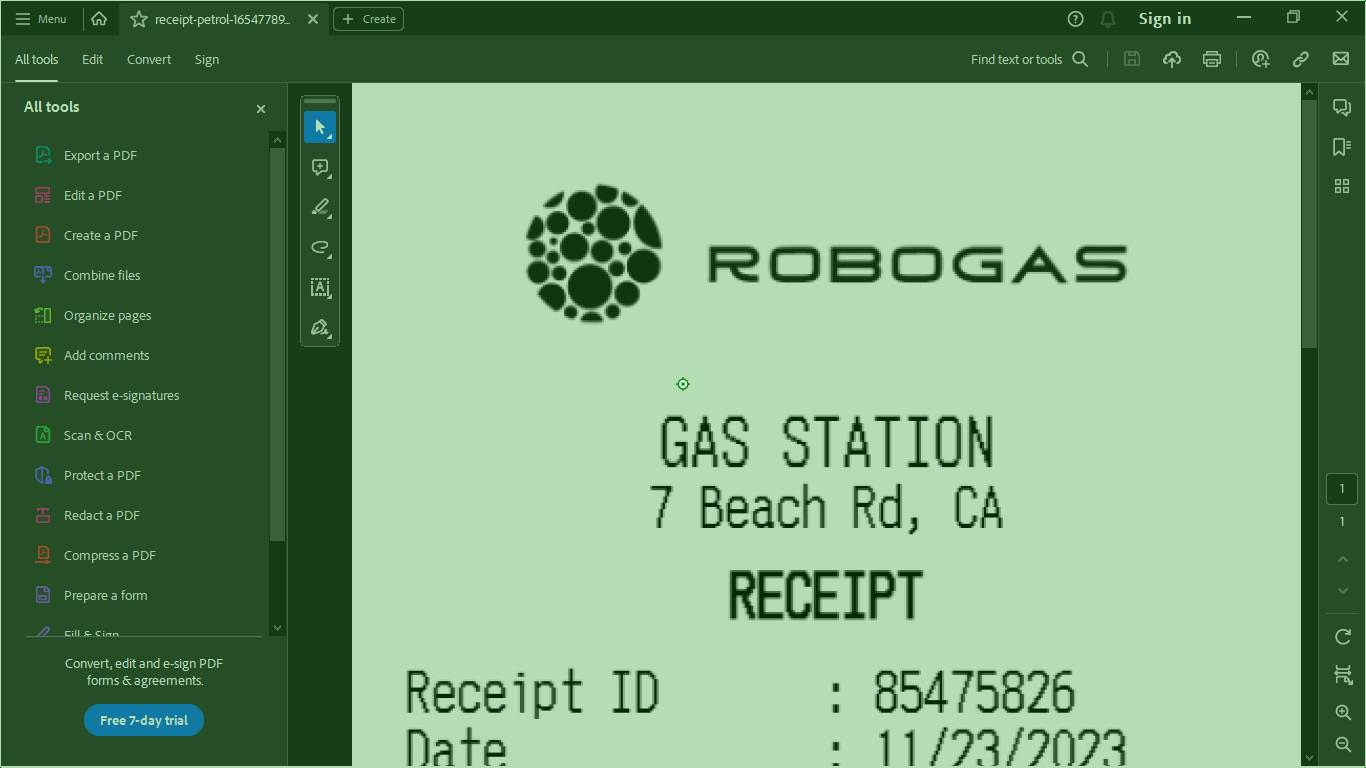 Menu
receipt-petrol-16547789...
Create
Sign in
All tools
Edit
Convert
Sign
Find text or tools
All tools
Export a PDF
Edit a PDF
Create a PDF
Combine files
Organize pages
Add comments
Request e-signatures
Scan & OCR
Protect a PDF
Redact a PDF
Compress a PDF
Prepare a form
Fill & Sign
Convert, edit and e-sign PDF
forms & agreements.
Free 7-day trial
ROBOGAS
GAS STATION
7 Beach Rd, CA
RECEIPT
Receipt ID : 85475826
Date : 11/23/2023
1
1